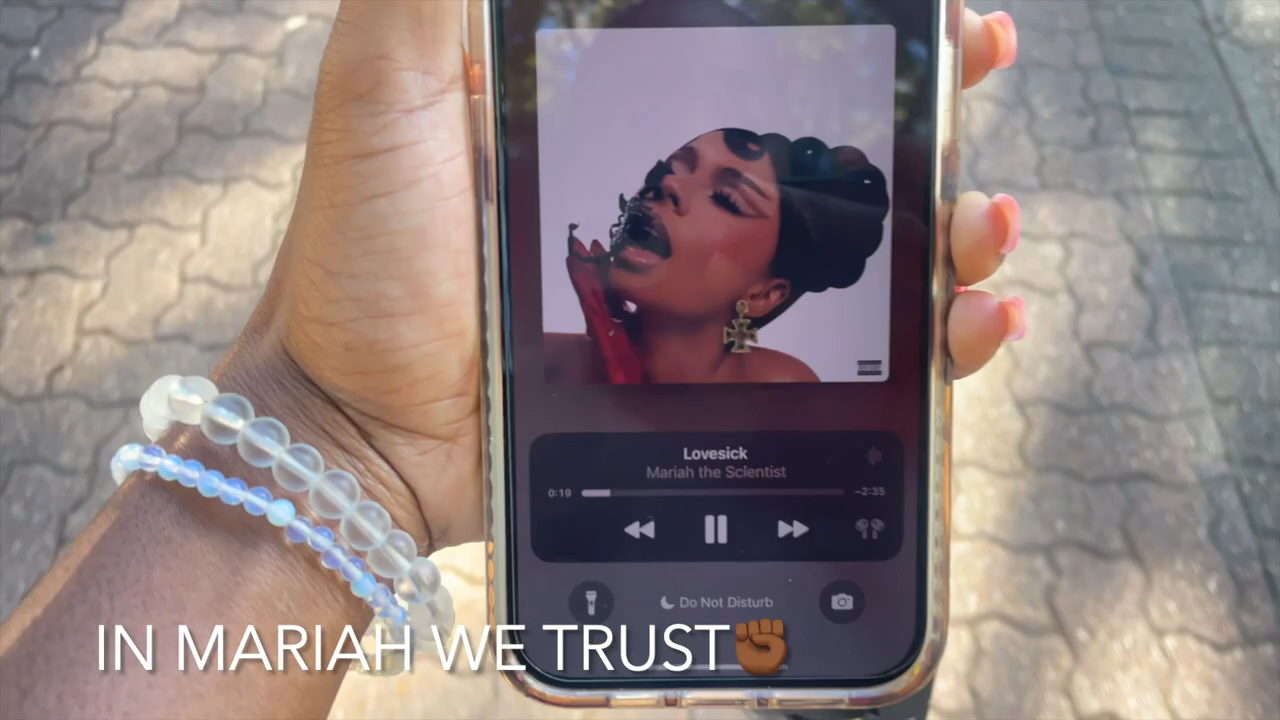 Lovesick
Mariah the Scientist
0:19
-2:35
Do Not Disturb
IN MARIAH WE TRUST✊🏾